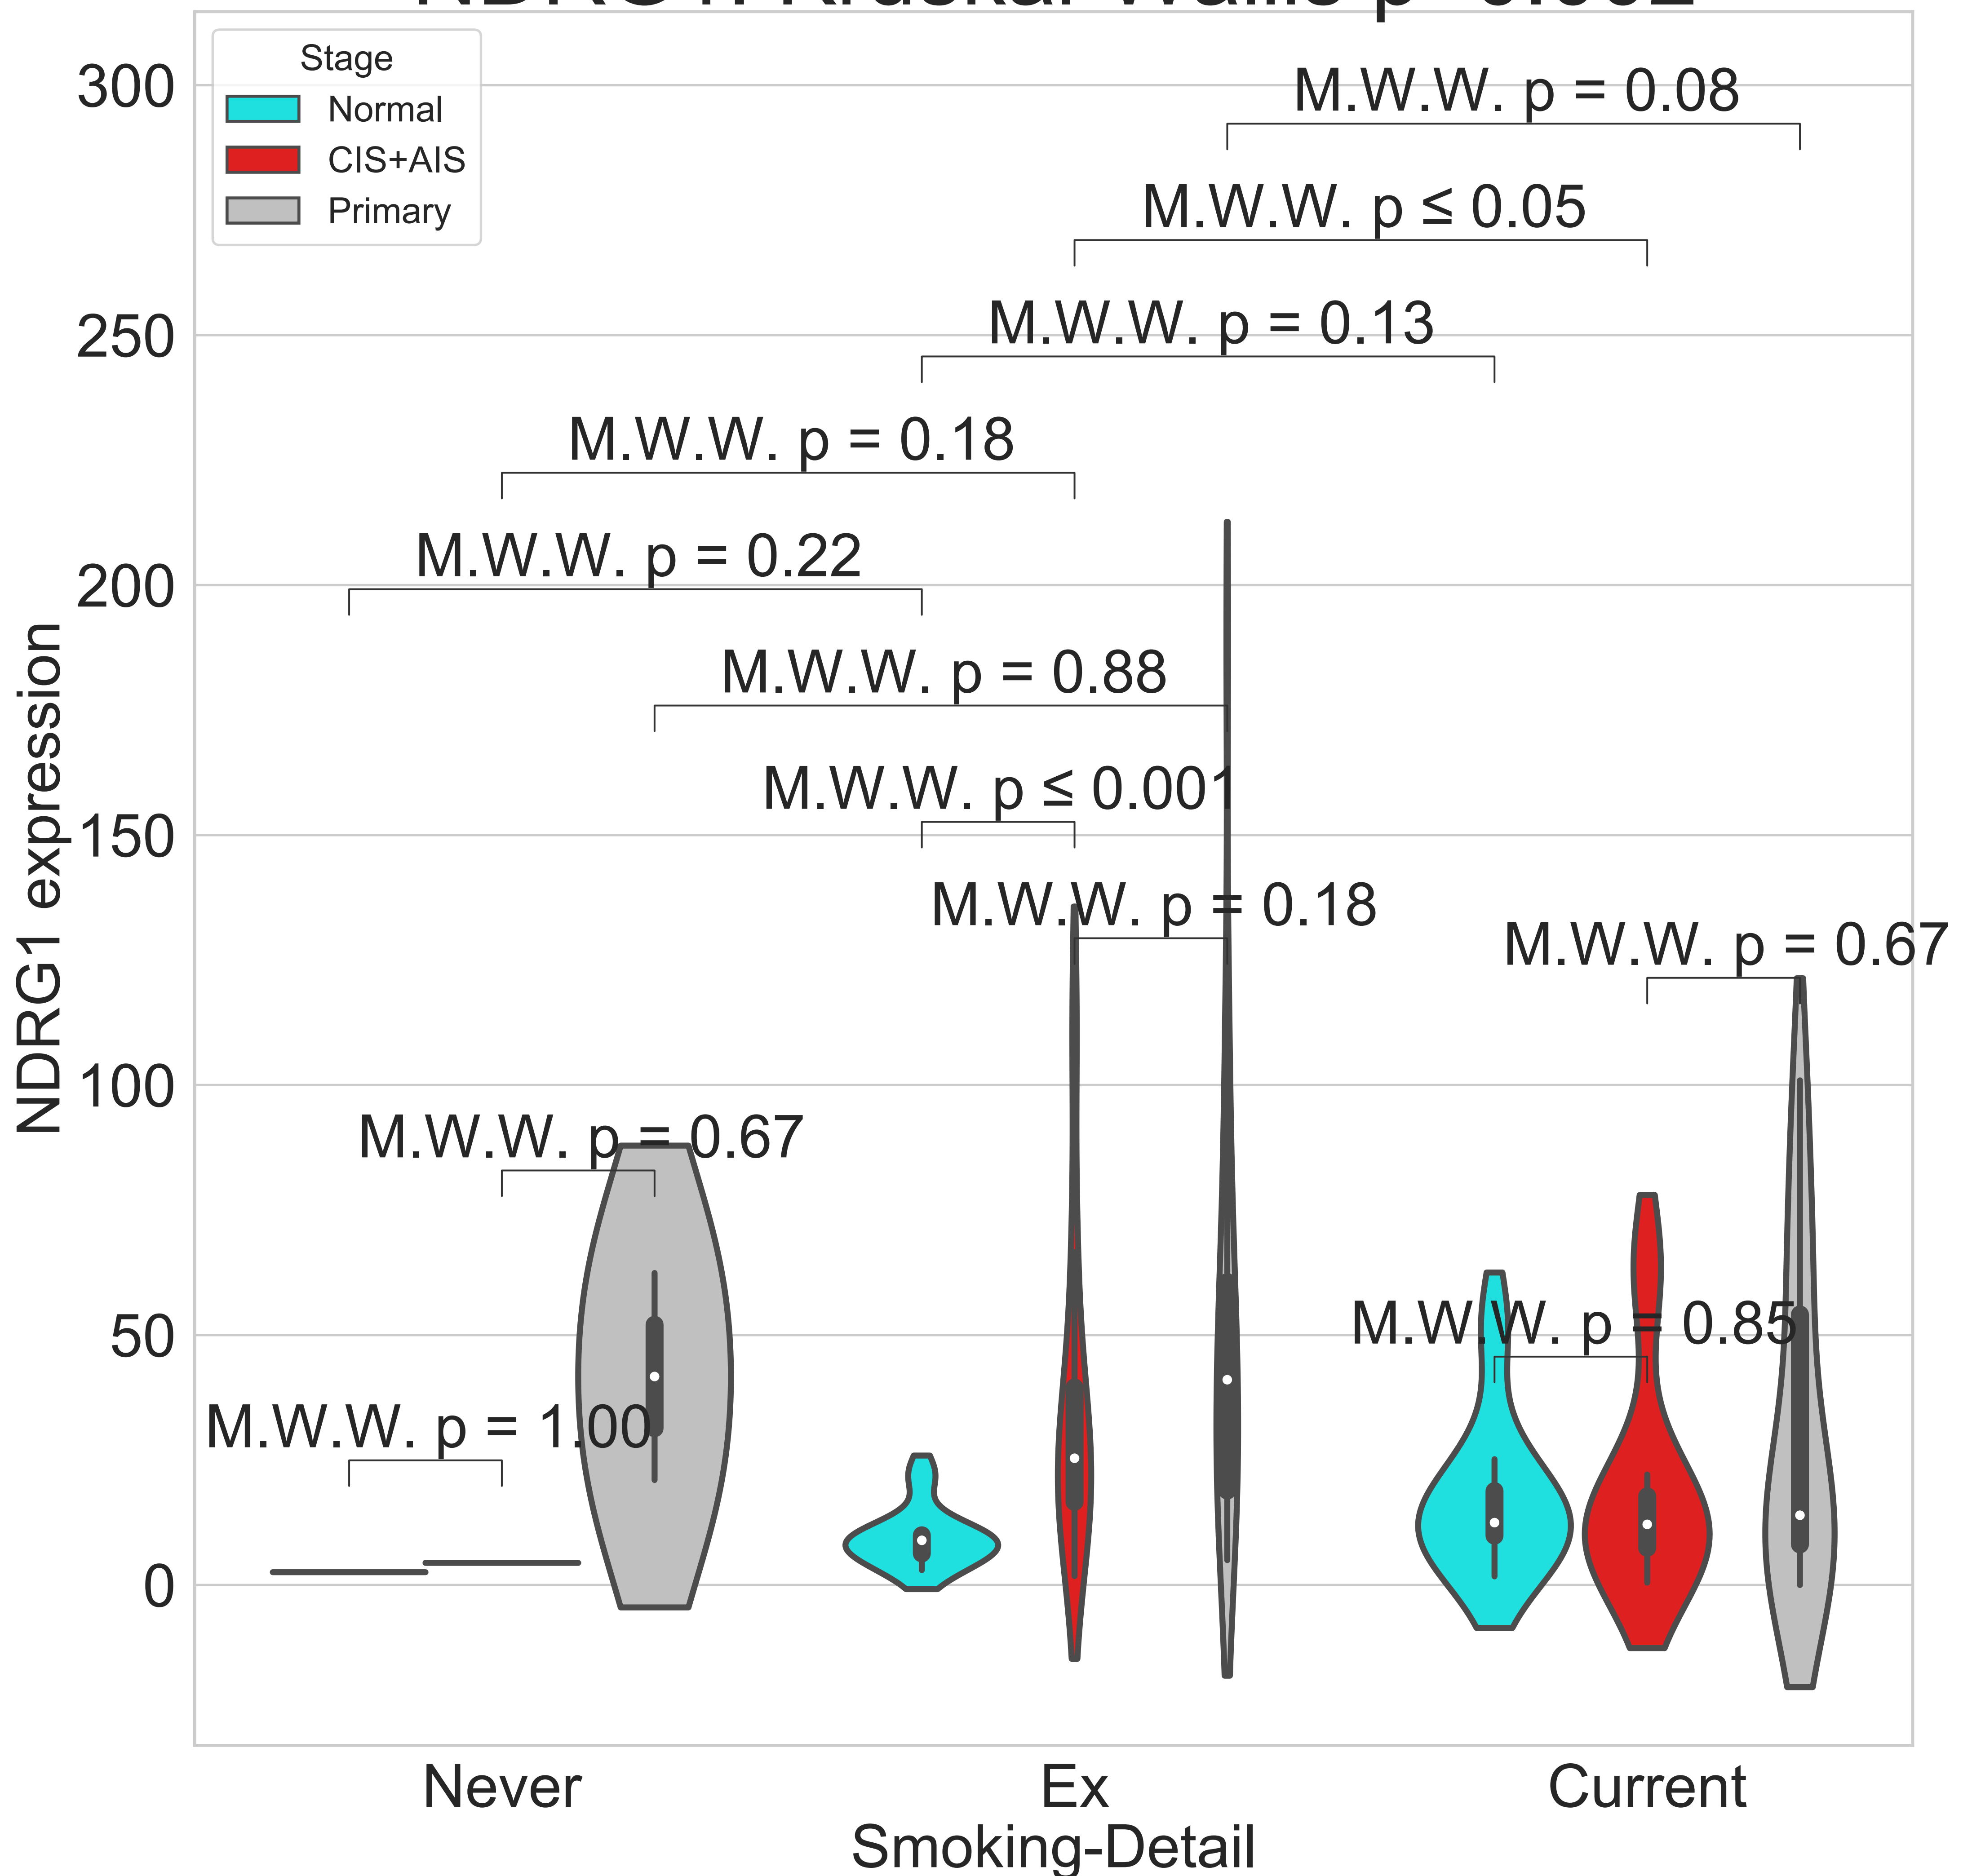 Stage
Normal
CIS+AIS
Primary
M.W.W. p = 0.08
M.W.W. p ≤ 0.05
M.W.W. p = 0.13
M.W.W. p = 0.18
M.W.W. p = 0.22
M.W.W. p = 0.88
M.W.W. p ≤ 0.001
M.W.W. p = 0.18
M.W.W. p = 0.67
M.W.W. p = 0.67
M.W.W. p = 0.85
M.W.W. p = 1.00
300
250
200
150
100
50
0
NDRG1 expression
Never
Ex
Current
Smoking-Detail